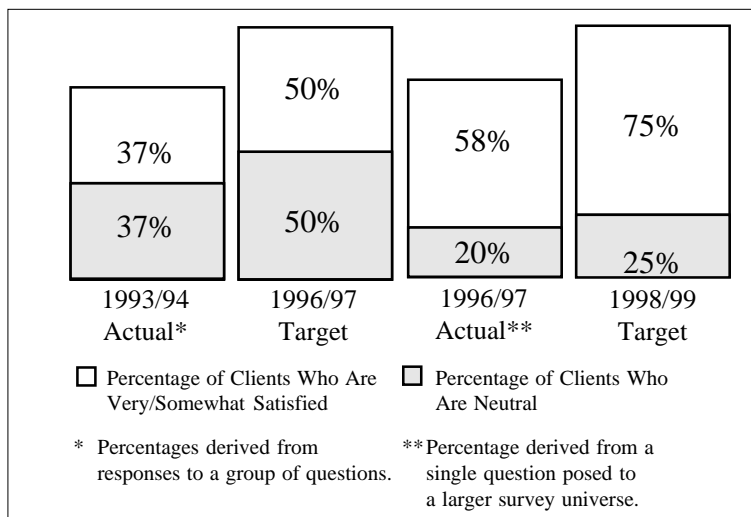 50%
75%
58%
37%
37%
50%
20%
25%
1993/94
Actual*
1996/97
Target
1996/97
Actual**
1998/99
Target
Percentage of Clients Who Are
Very/Somewhat Satisfied
Percentage of Clients Who
Are Neutral
* Percentages derived from
responses to a group of questions.
** Percentage derived from a
single question posed to
a larger survey universe.